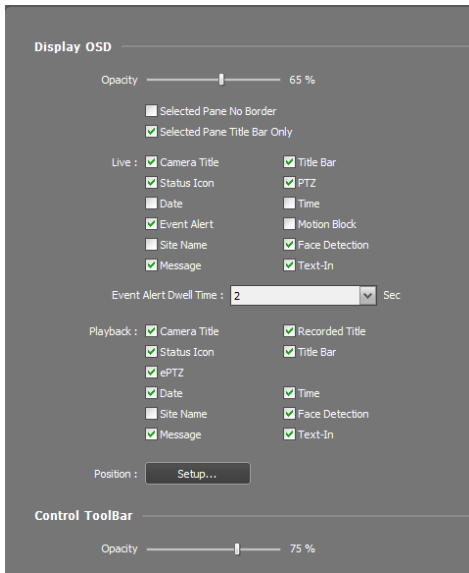 Display OSD
Opacity 65 %
Selected Pane No Border
Selected Pane Title Bar Only
Live : Camera Title Title Bar
Status Icon PTZ
Date Time
Event Alert Motion Block
Site Name Face Detection
Message Text-In
Event Alert Dwell Time : 2 Sec
Playback : Camera Title Recorded Title
Status Icon Title Bar
ePTZ
Date Time
Site Name Face Detection
Message Text-In
Position : Setup...
Control ToolBar
Opacity 75 %